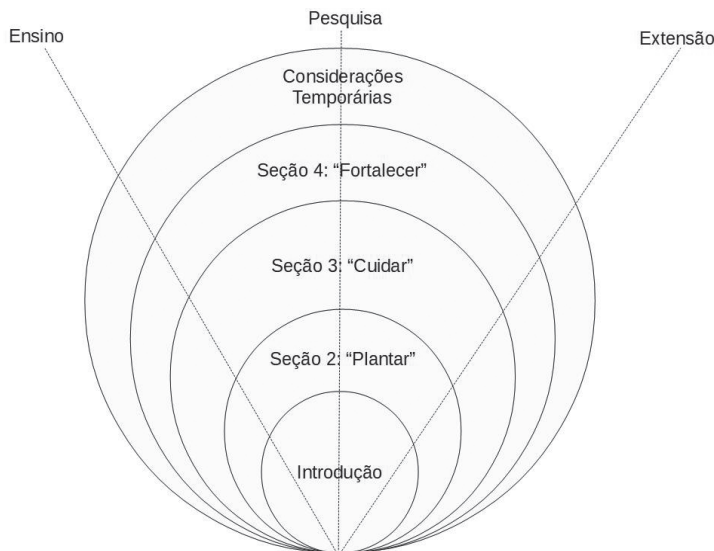 Pesquisa
Ensino
Extensão
Considerações
Temporárias
Seção 4: “Fortalecer”
Seção 3: “Cuidar”
Seção 2: “Plantar”
Introdução